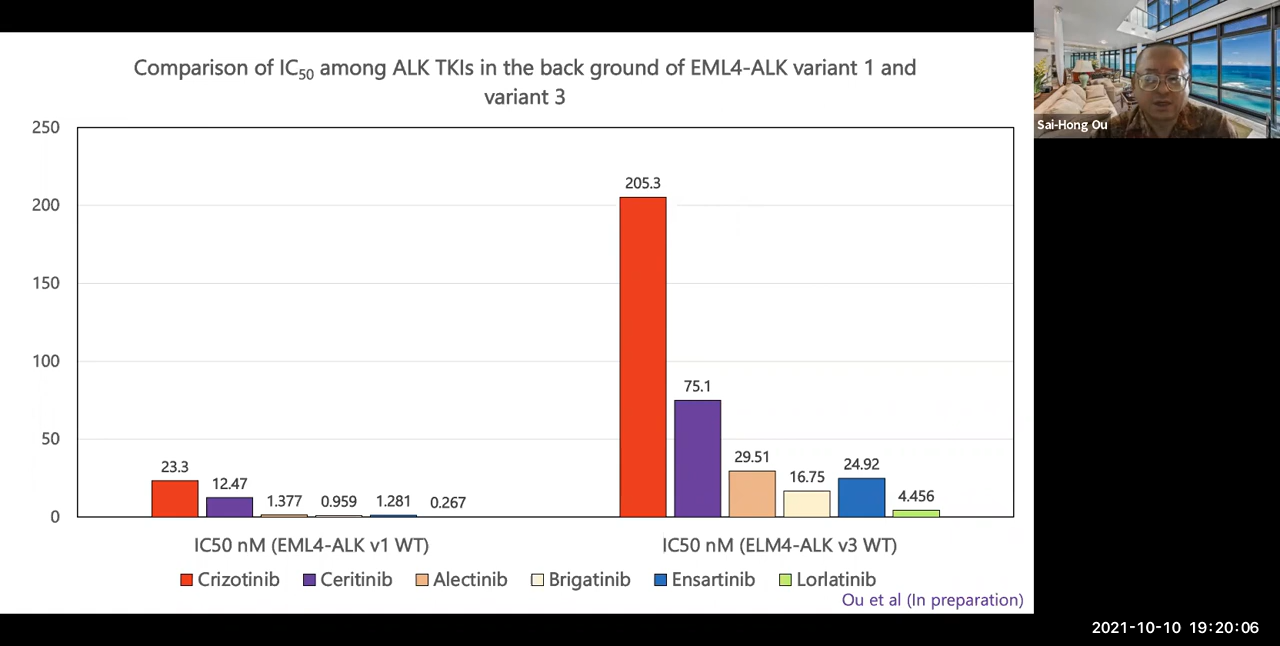 Comparison of IC50 among ALK TKIs in the back ground of EML4-ALK variant 1 and
variant 3
Sai-Hong Ou
250
200
150
100
50
0
23.3
12.47
1.377
0.959
1.281
0.267
205.3
75.1
29.51
16.75
24.92
4.456
IC50 nM (EML4-ALK v1 WT)
IC50 nM (ELM4-ALK v3 WT)
Crizotinib
Ceritinib
Alectinib
Brigatinib
Ensartinib
Lorlatinib
Ou et al (In preparation)
2021-10-10 19:20:06